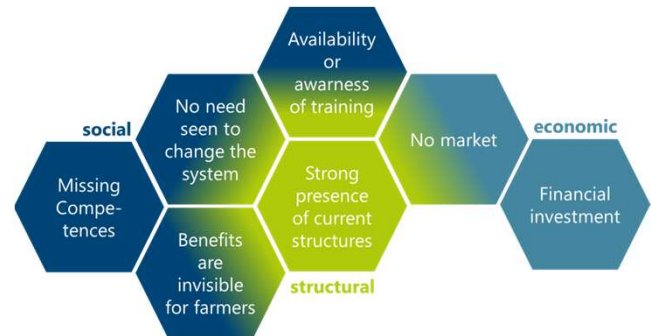 Availability
or
awarness
of training
No need
seen to
change the
system
social
No market
economic
Missing
Compe-
tences
Strong
presence
of current
structures
Financial
investment
Benefits
are
invisible
for farmers
structural